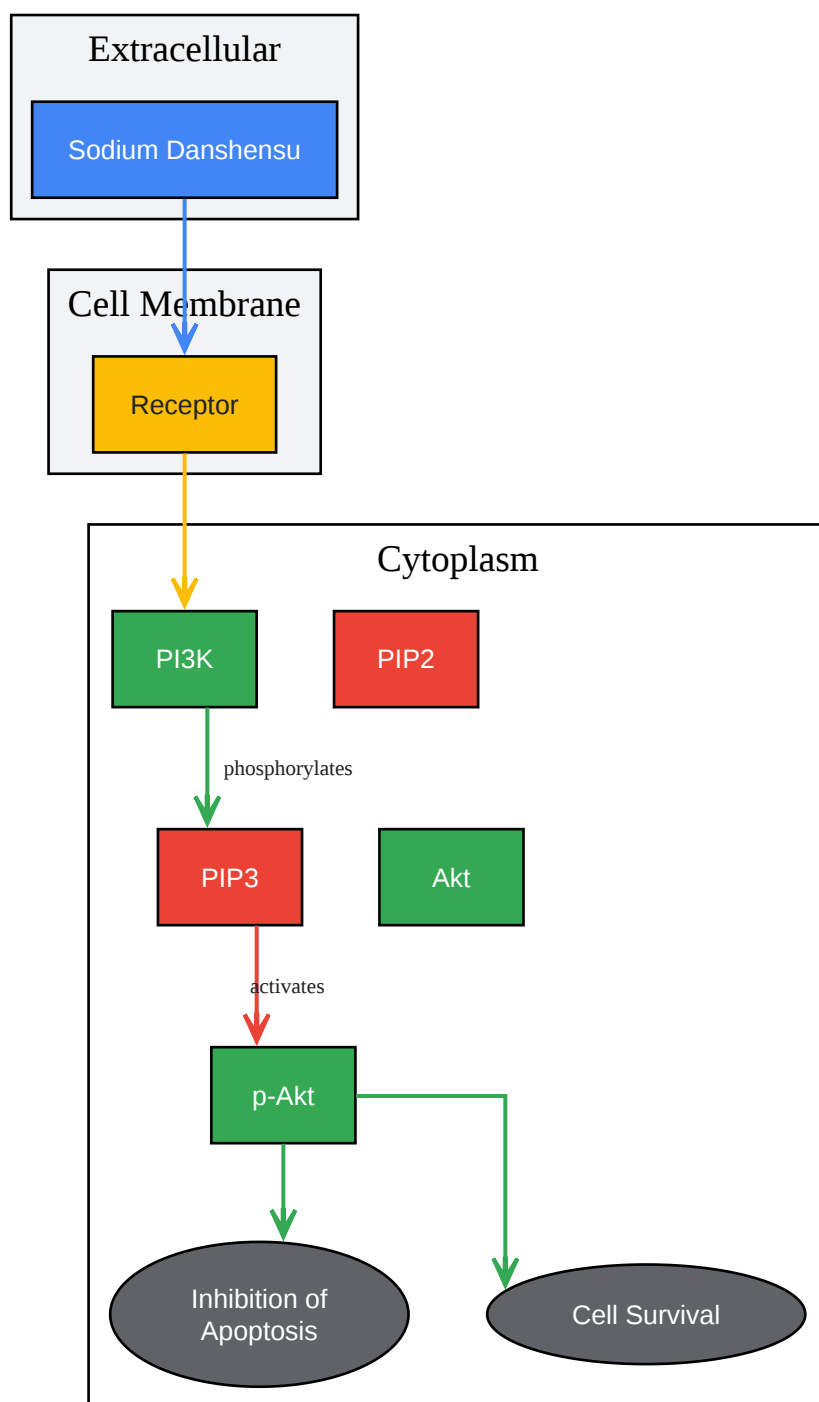 Extracellular
Sodium Danshensu
Cell Membrane
Receptor
Cytoplasm
PI3K
PIP2
phosphorylates
PIP3
Akt
activates
p-Akt
Inhibition of
Apoptosis
Cell Survival